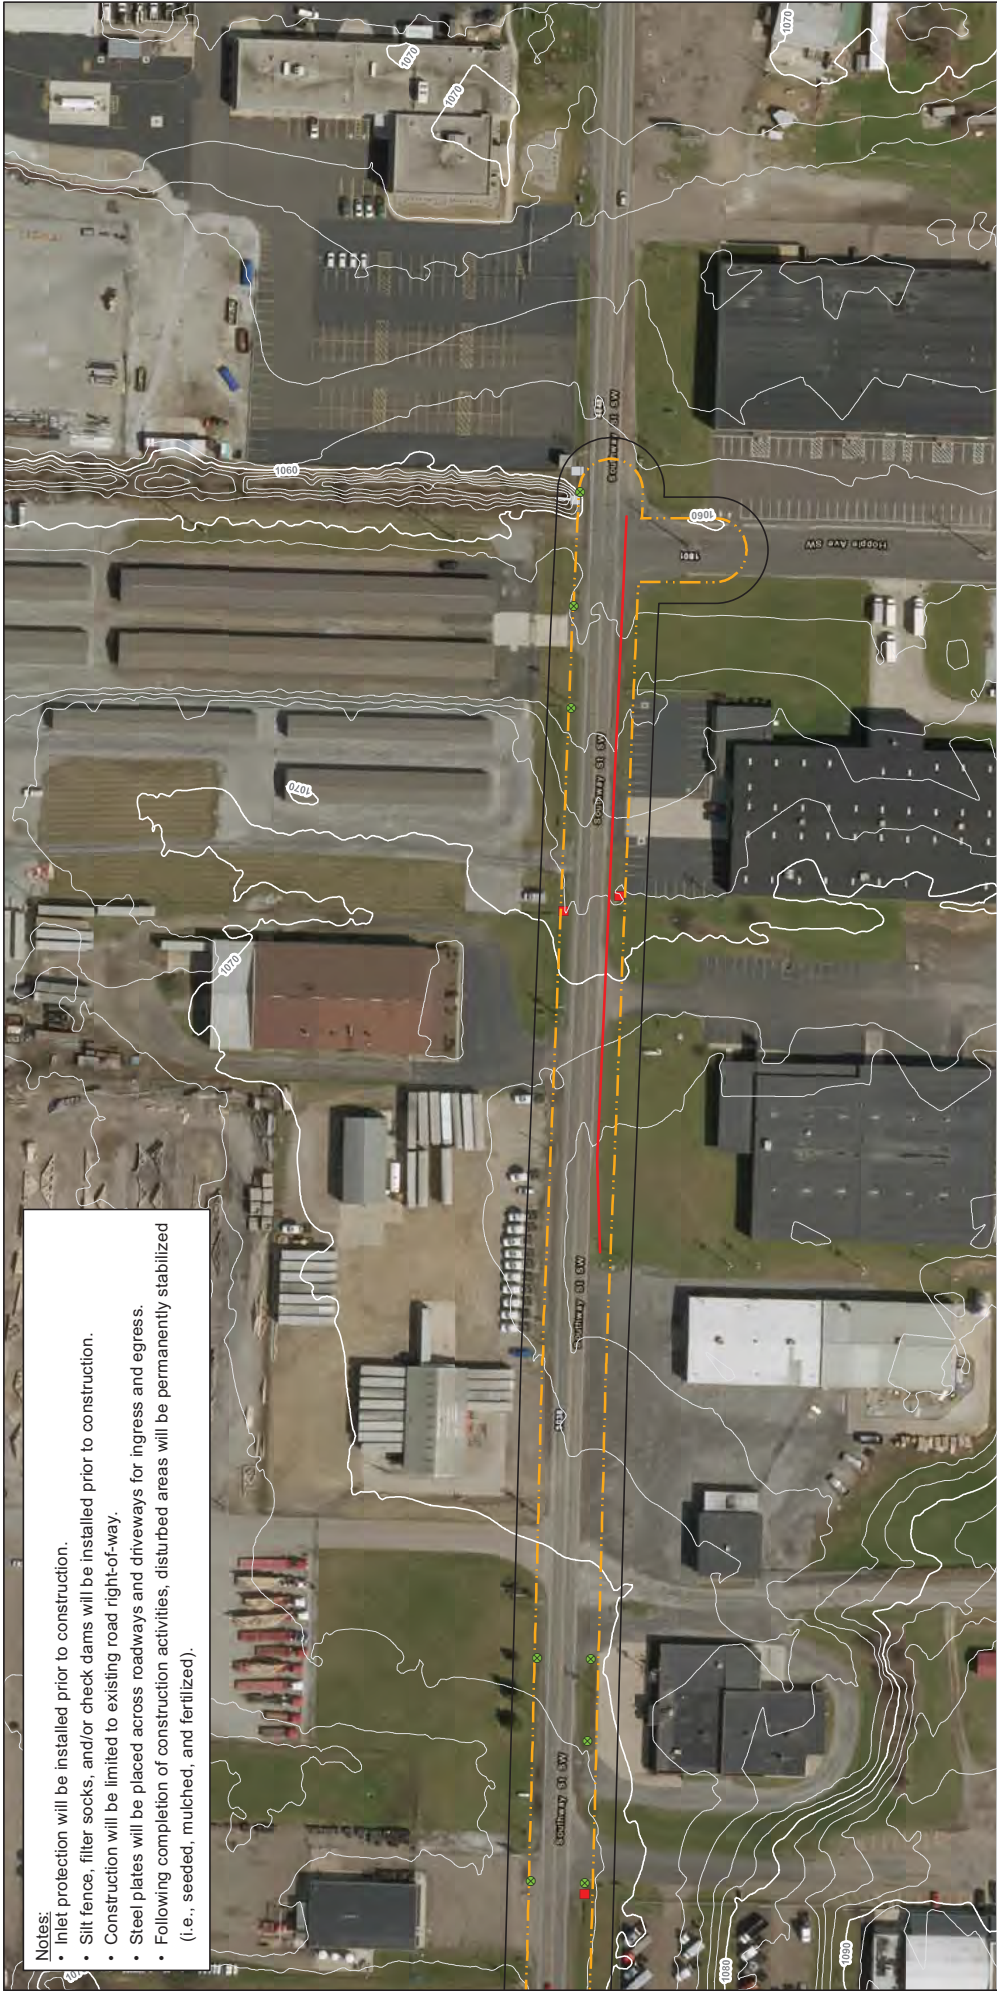 Notes:
• Inlet protection will be installed prior to construction.
• Silt fence, filter socks, and/or check dams will be installed prior to construction.
• Construction will be limited to existing road right-of-way.
• Steel plates will be placed across roadways and driveways for ingress and egress.
• Following completion of construction activities, disturbed areas will be permanently stabilized
(i.e., seeded, mulched, and fertilized).
Southway St SW
Southway St SW
Southway St SW
Southway St SW
Hopple Ave SW
1801
1060
1060
1070
1070
1070
1070
1070
1080
1090